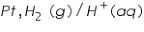 Pt , H₂ (g) / H⁺ (aq)